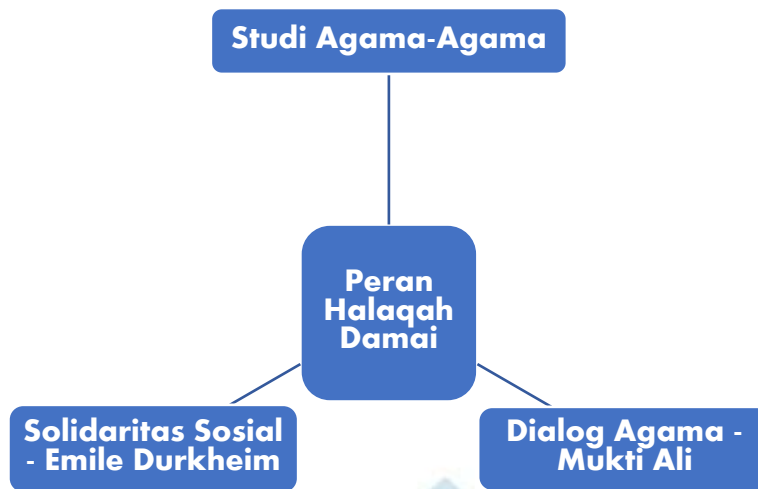 Studi Agama-Agama
Peran
Halaqah
Damai
Solidaritas Sosial
- Emile Durkheim
Dialog Agama -
Mukti Ali